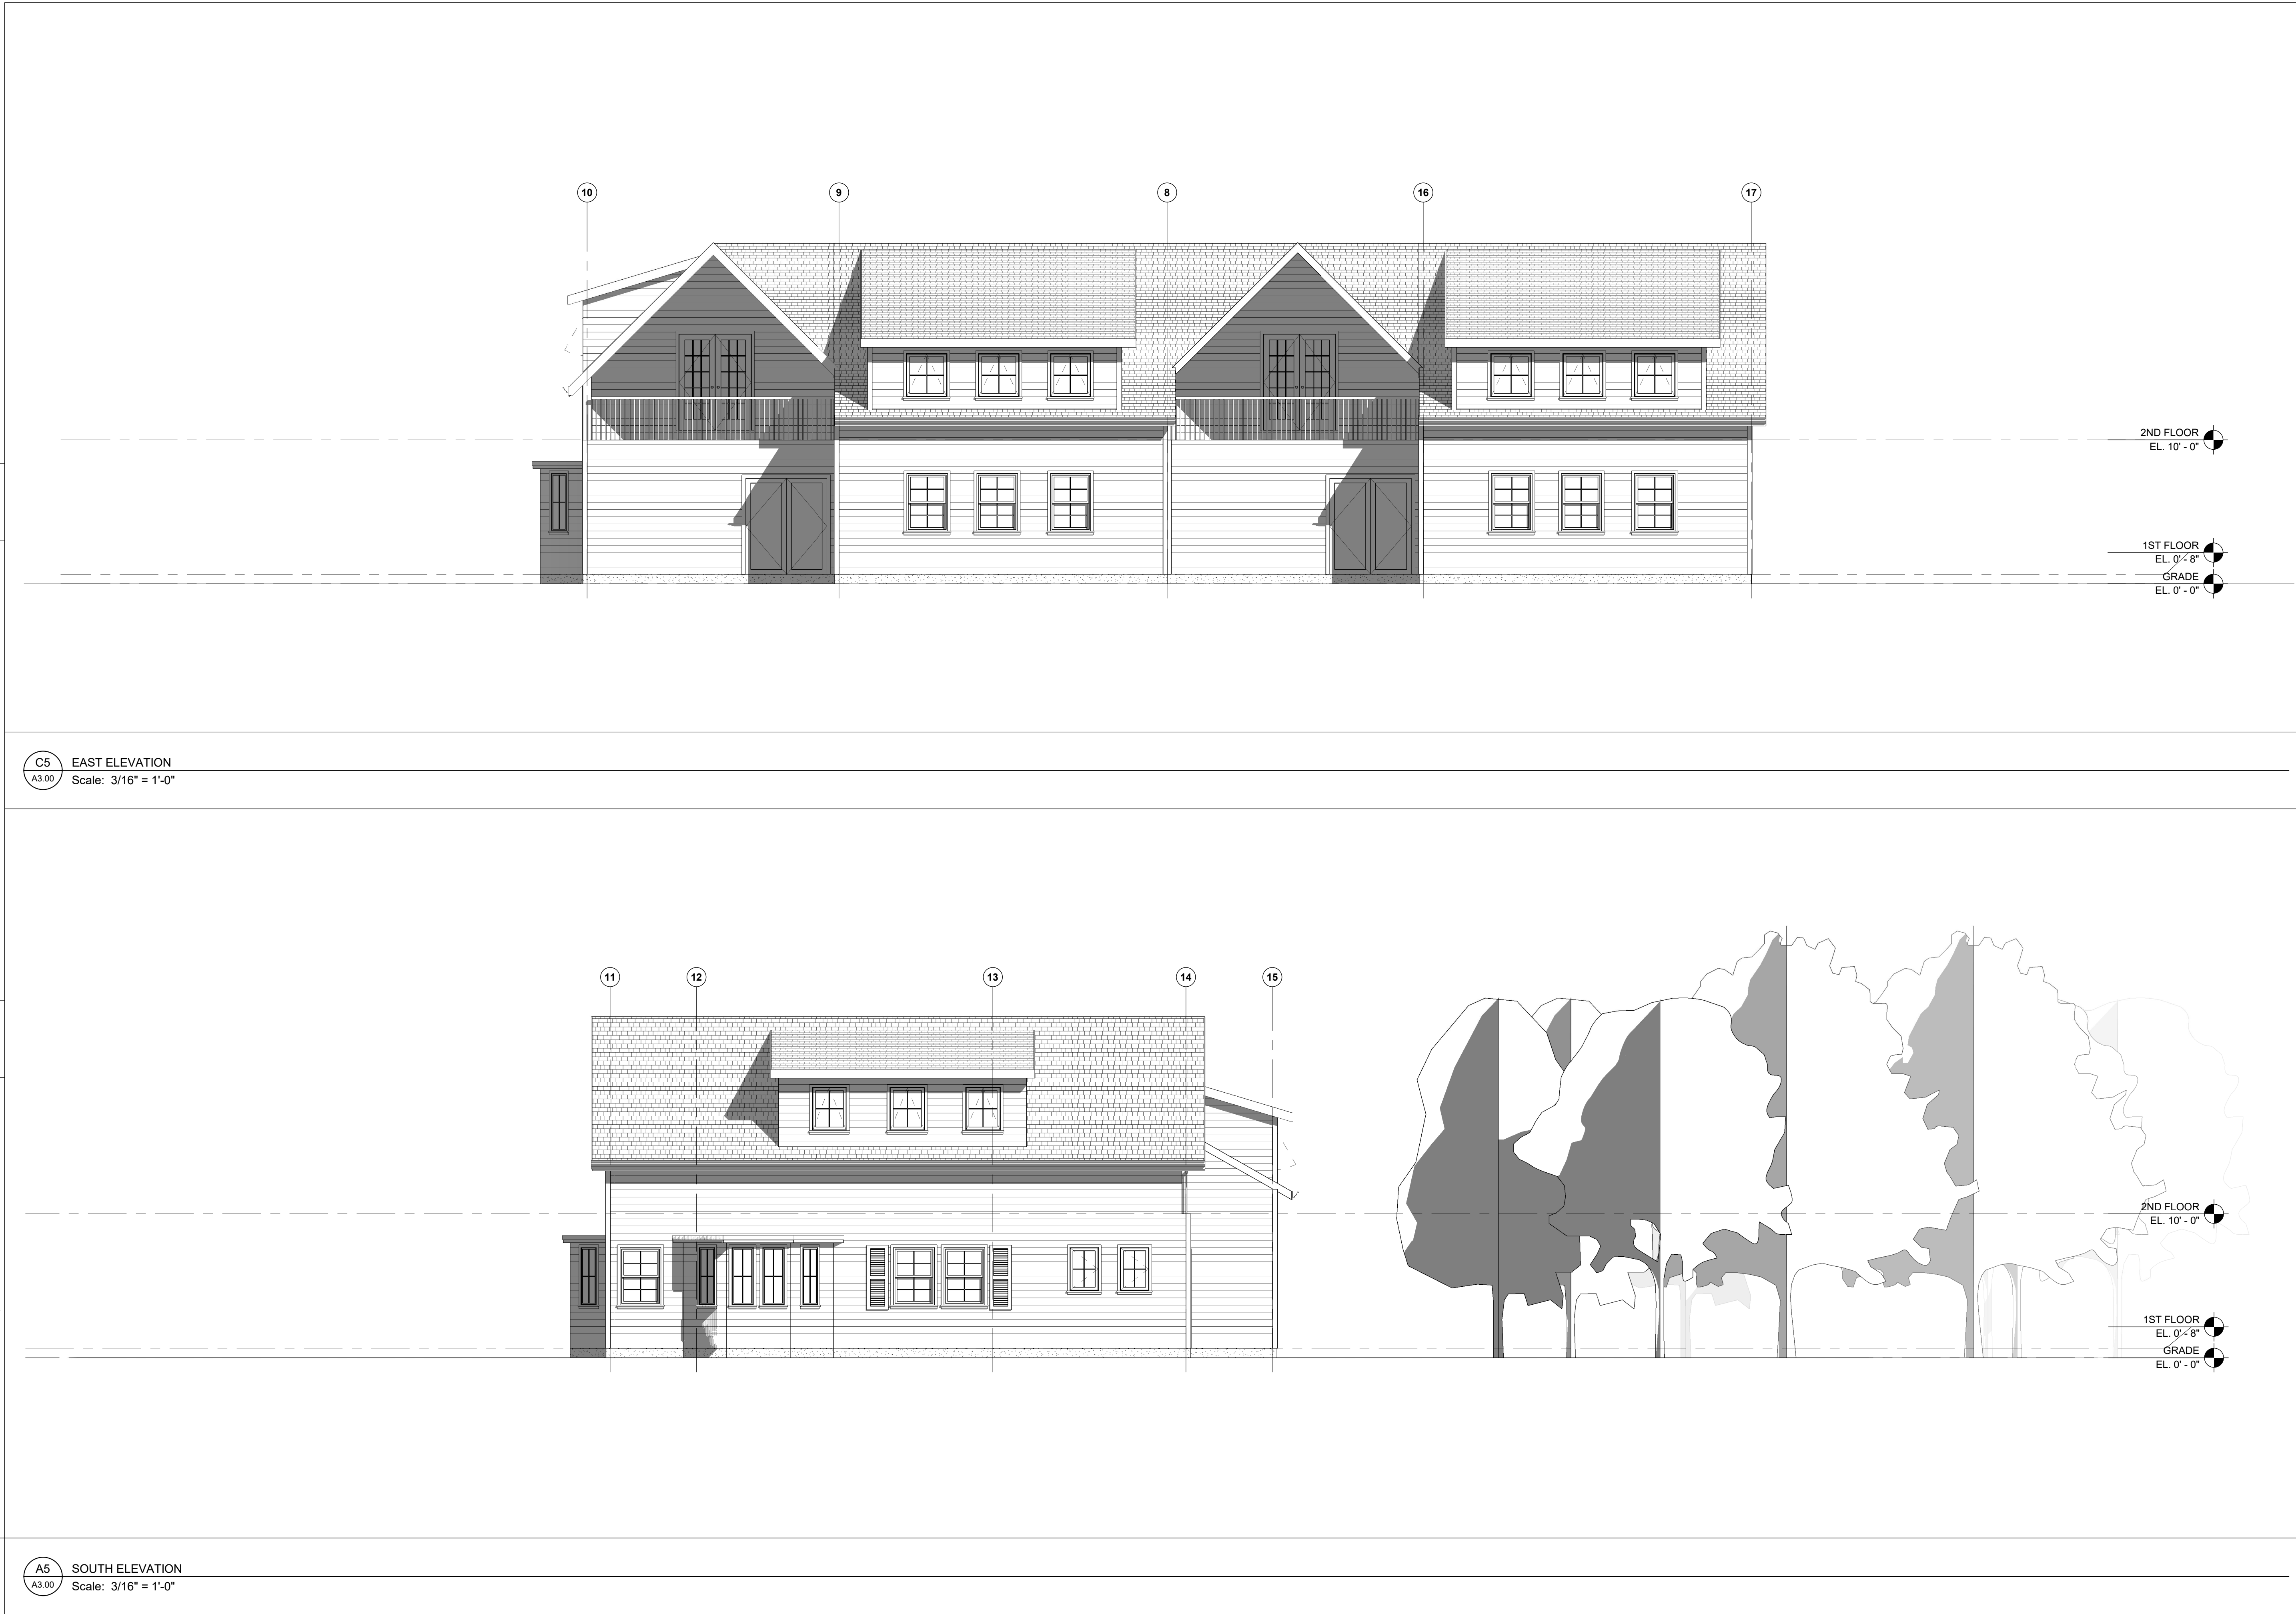 10
9
8
16
17
2ND FLOOR
EL. 10' - 0"
1ST FLOOR
EL. 0' - 8"
GRADE
EL. 0' - 0"
C5
A3.00
EAST ELEVATION
Scale: 3/16" = 1'-0"
11
12
13
14
15
2ND FLOOR
EL. 10' - 0"
1ST FLOOR
EL. 0' - 8"
GRADE
EL. 0' - 0"
A5
A3.00
SOUTH ELEVATION
Scale: 3/16" = 1'-0"